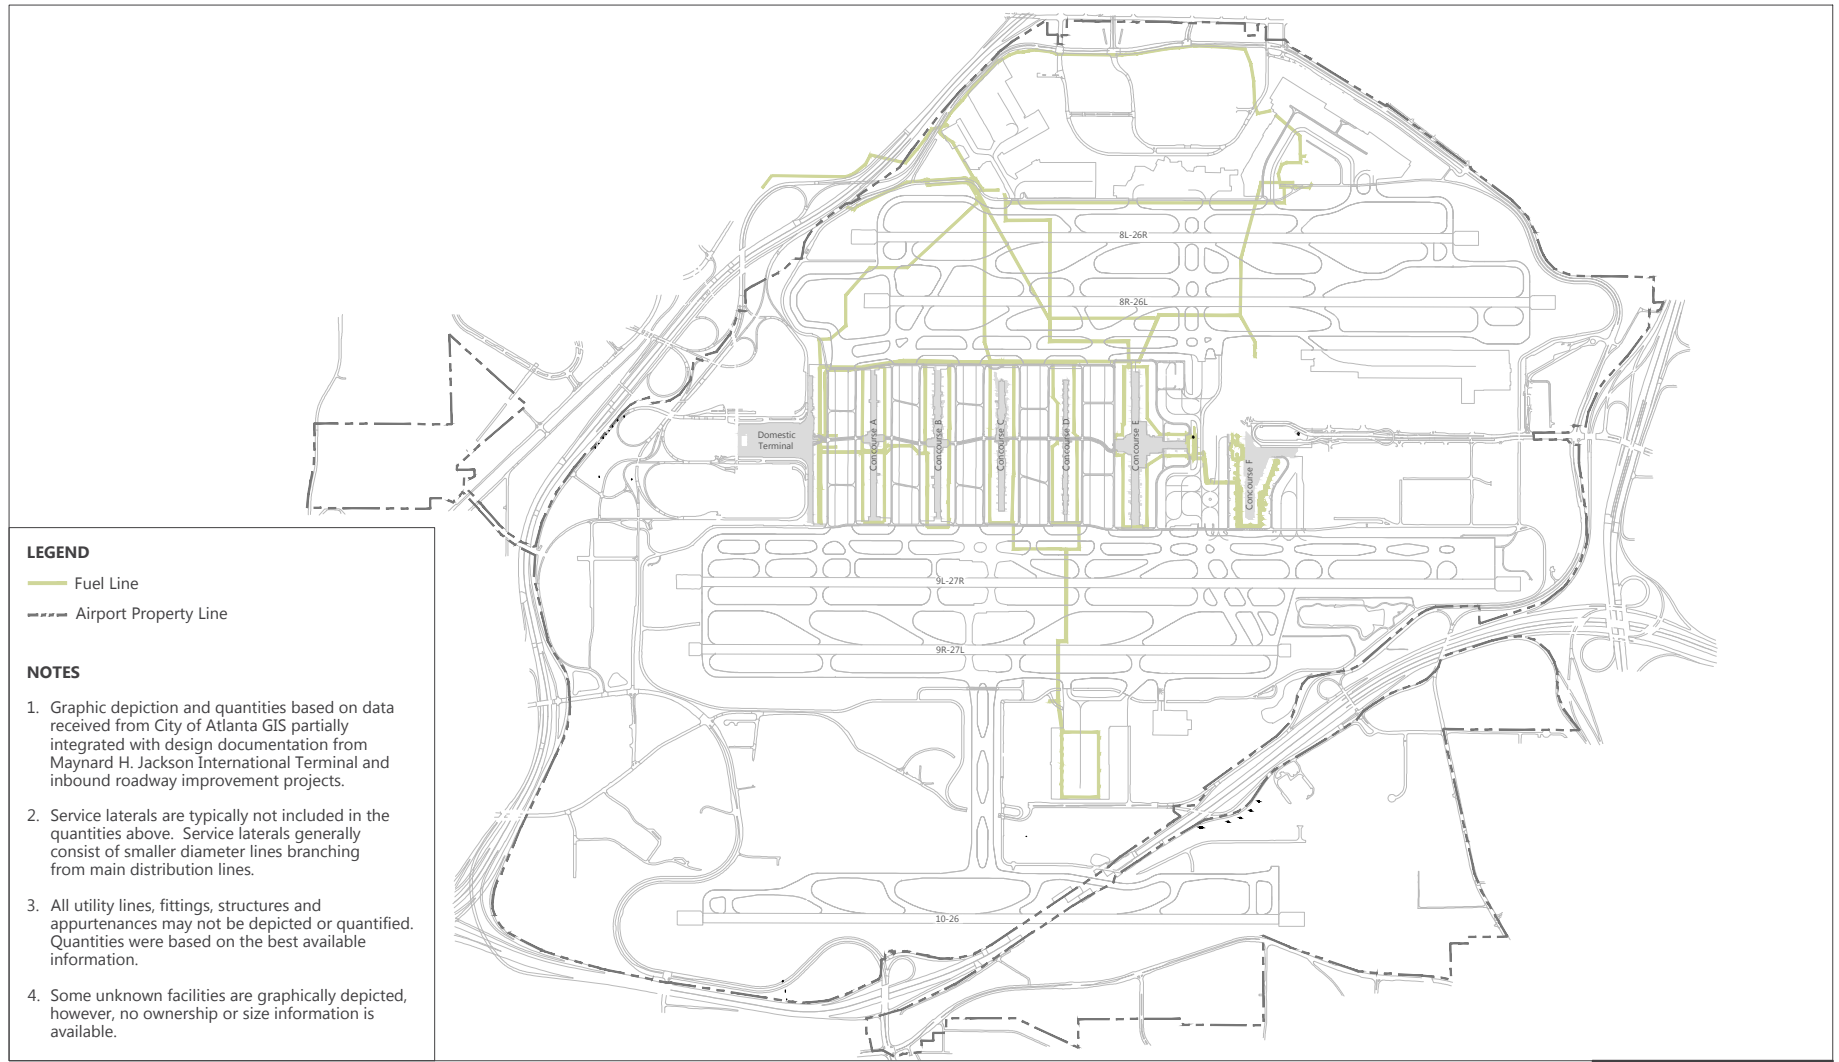 8L-26R
8R-26L
Domestic
Terminal
Concourse A
Concourse B
Concourse C
Concourse D
Concourse E
Concourse F
9L-27R
9R-27L
10-26
LEGEND
Fuel Line
Airport Property Line
NOTES
1. Graphic depiction and quantities based on data
received from City of Atlanta GIS partially
integrated with design documentation from
Maynard H. Jackson International Terminal and
inbound roadway improvement projects.
2. Service laterals are typically not included in the
quantities above. Service laterals generally
consist of smaller diameter lines branching
from main distribution lines.
3. All utility lines, fittings, structures and
appurtenances may not be depicted or quantified.
Quantities were based on the best available
information.
4. Some unknown facilities are graphically depicted,
however, no ownership or size information is
available.